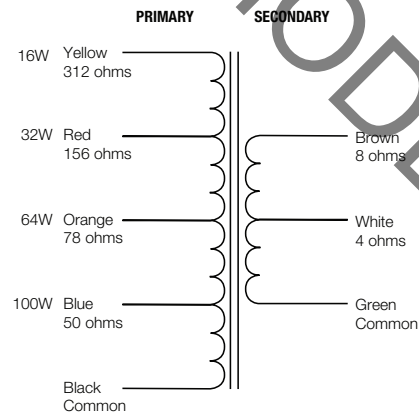 PRIMARY SECONDARY
16W Yellow
312 ohms
32W Red
156 ohms
Brown
8 ohms
64W Orange
78 ohms
White
4 ohms
100W Blue
50 ohms
Green
Common
Black
Common